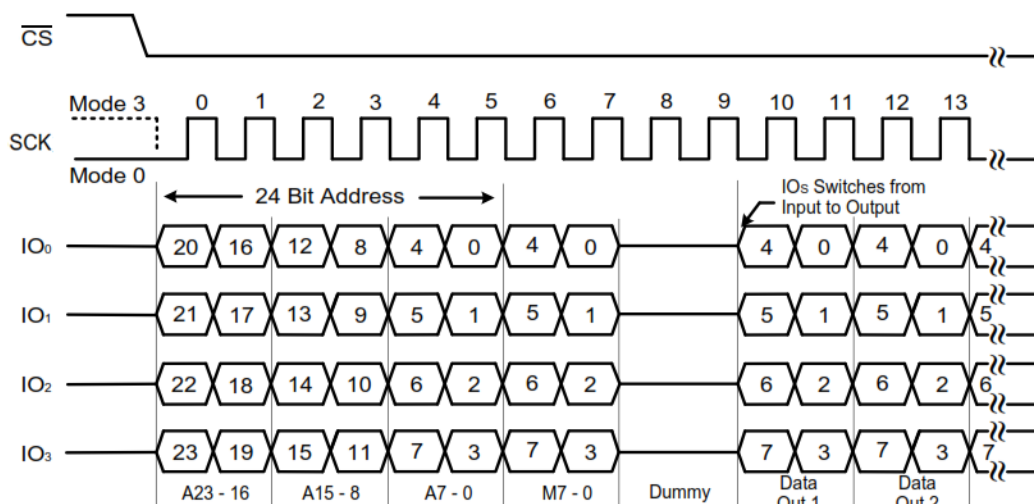 CS
Mode 3 0 1 2 3 4 5 6 7 8 9 10 11 12 13
SCK
Mode 0
24 Bit Address
IOs Switches from
Input to Output
IO0 20 16 12 8 4 0 4 0 4 0 4 0 4
IO1 21 17 13 9 5 1 5 1 5 1 5 1 5
IO2 22 18 14 10 6 2 6 2 6 2 6 2 6
IO3 23 19 15 11 7 3 7 3 7 3 7 3 7
A23 - 16 A15 - 8 A7 - 0 M7 - 0 Dummy Data Data
Out 1 Out 2